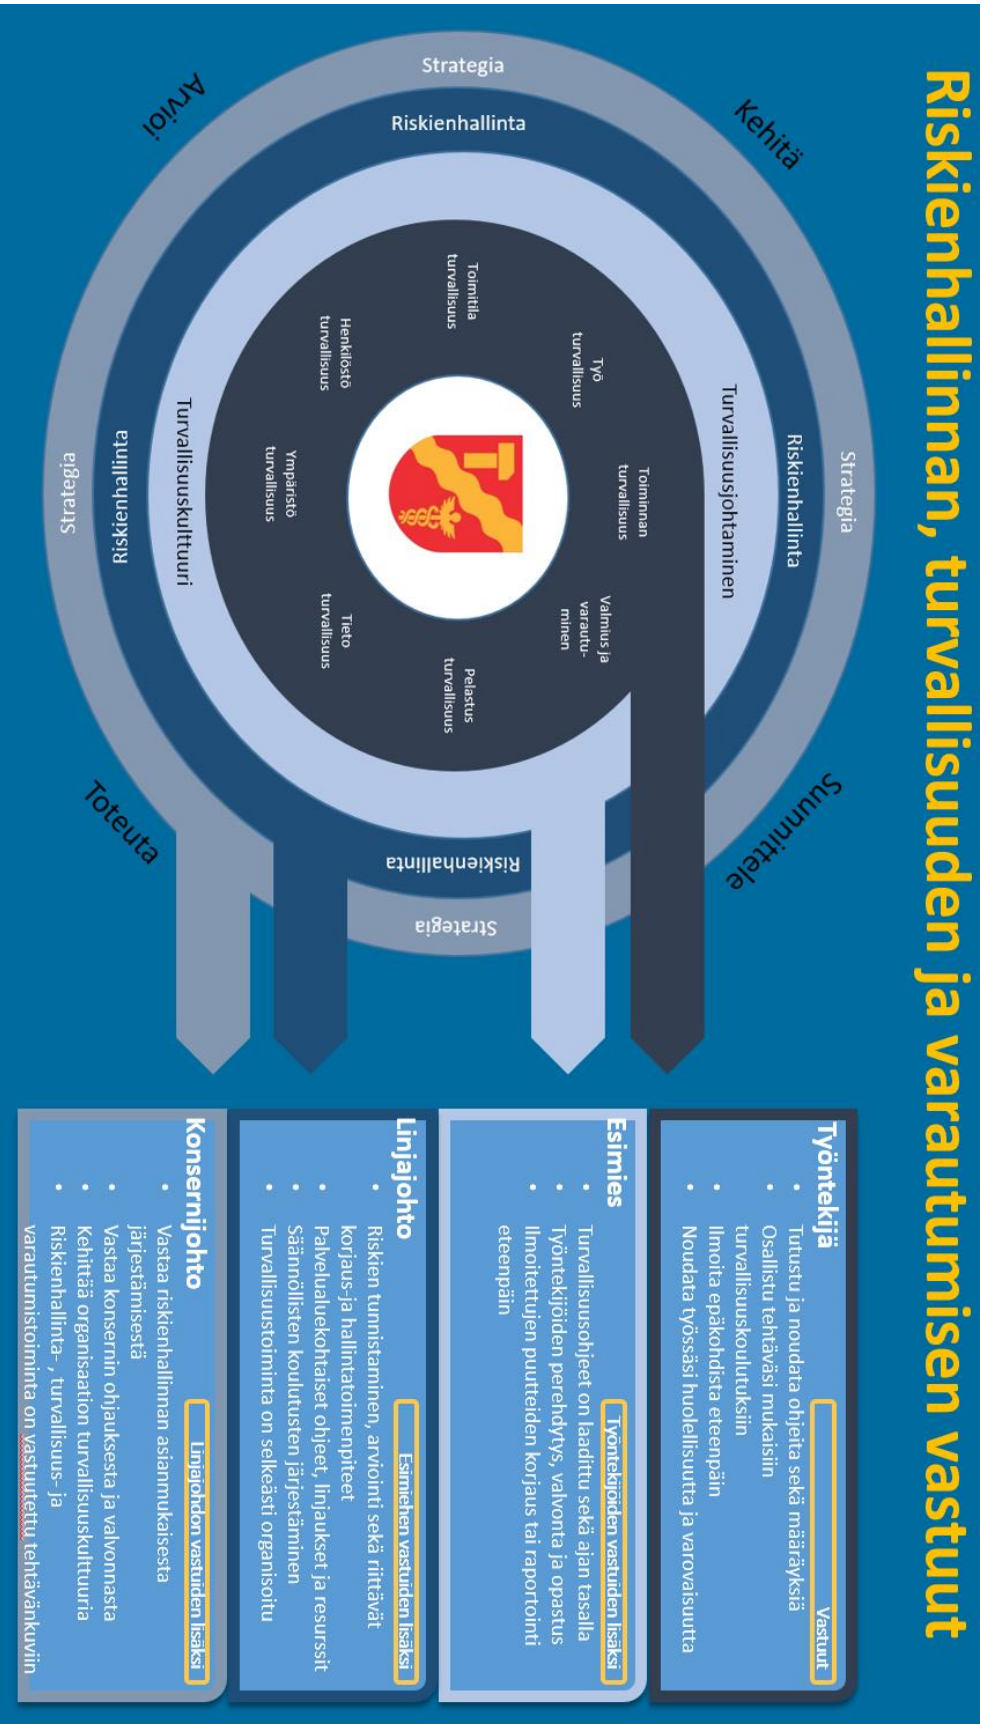 Riskienhallinnan, turvallisuuden ja varautumisen vastuut
Kehitä
Suunnittele
Arvioi
Toteuta
Strategia
Riskienhallinta
Strategia
Riskienhallinta
Turvallisuusjohtaminen
Riskienhallinta
Strategia
Turvallisuuskulttuuri
Riskienhallinta
Strategia
Toiminnan
turvallisuus
Työ
turvallisuus
Valmius ja
varautu-
minen
Toimitila
turvallisuus
Pelastus
turvallisuus
Henkilöstö
turvallisuus
Tieto
turvallisuus
Ympäristö
turvallisuus
Työntekijä
Vastuut
• Tutustu ja noudata ohjeita sekä määräyksiä
• Osallistu tehtäväsi mukaisiin
turvallisuuskoulutuksiin
• Ilmoita epäkohdista eteenpäin
• Noudata työssäsi huolellisuutta ja varovaisuutta
Esimies
Työntekijöiden vastuiden lisäksi
• Turvallisuusohjeet on laadittu sekä ajan tasalla
• Työntekijöiden perehdytys, valvonta ja opastus
• Ilmoitettujen puutteiden korjaus tai raportointi
eteenpäin
Linjajohto
Esimiehen vastuiden lisäksi
• Riskien tunnistaminen, arviointi sekä riittävät
korjaus-ja hallintatoimenpiteet
• Palvelualuekohtaiset ohjeet, linjaukset ja resurssit
• Säännöllisten koulutusten järjestäminen
• Turvallisuustoiminta on selkeästi organisoitu
Konsernijohto
Linjajohdon vastuiden lisäksi
• Vastaa riskienhallinnan asianmukaisesta
järjestämisestä
• Vastaa konsernin ohjauksesta ja valvonnasta
• Kehittää organisaation turvallisuuskulttuuria
• Riskienhallinta- , turvallisuus- ja
varautumistoiminta on vastuutettu tehtävänkuviin